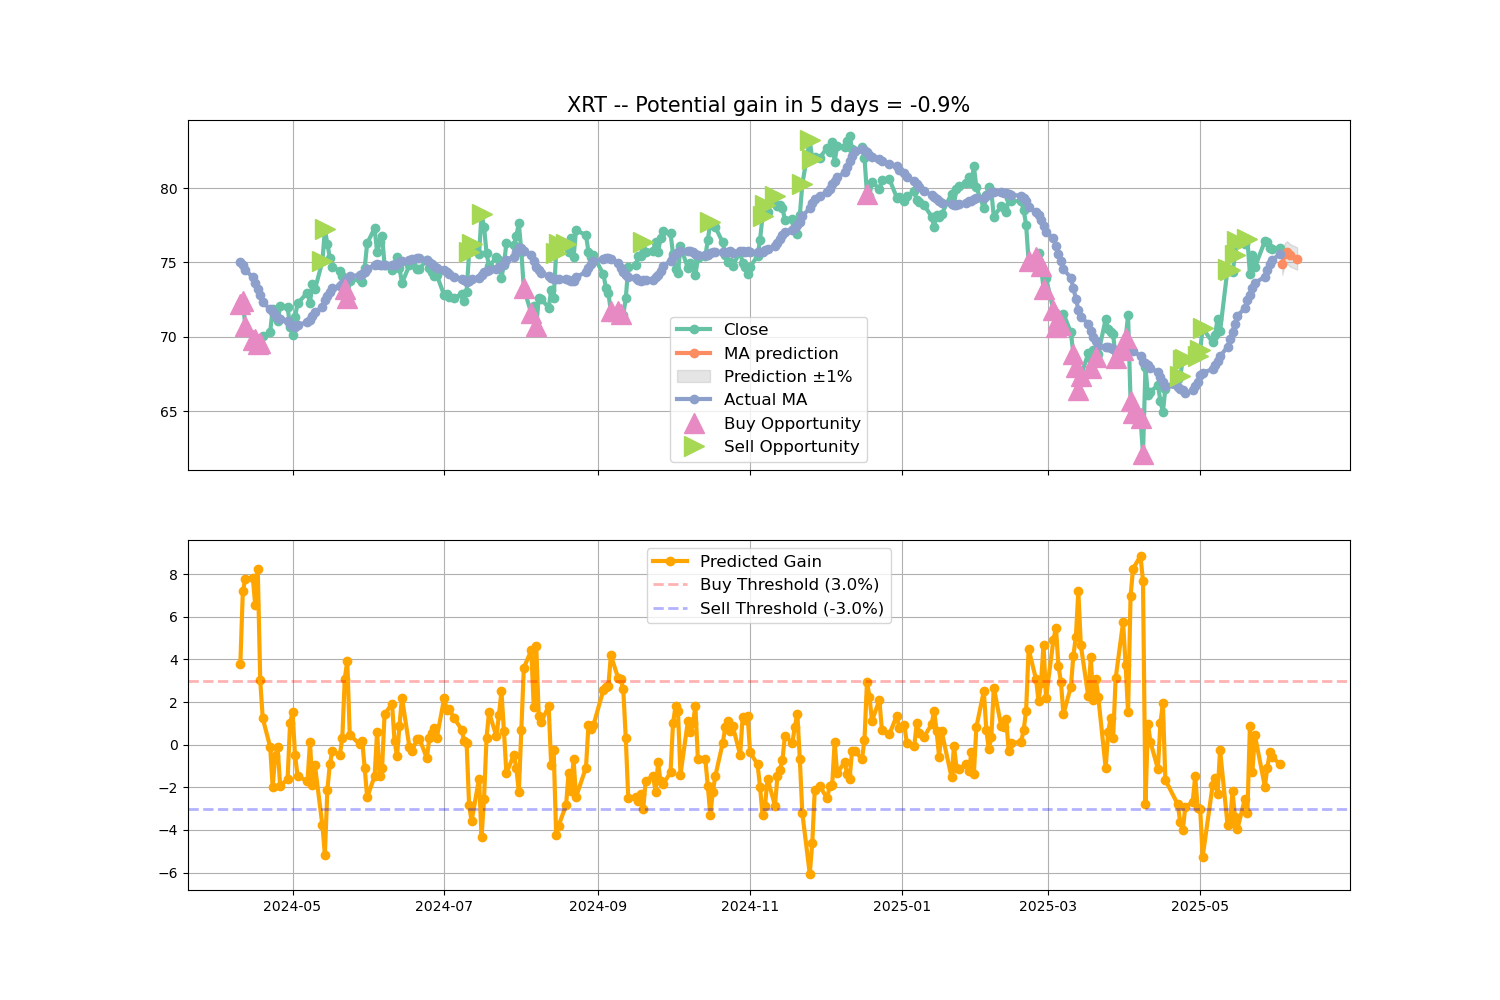 XRT -- Potential gain in 5 days = -0.9%
80
75
70
65
Close
MA prediction
Prediction ±1%
Actual MA
Buy Opportunity
Sell Opportunity
8
6
4
2
0
−2
−4
−6
Predicted Gain
Buy Threshold (3.0%)
Sell Threshold (-3.0%)
2024-05
2024-07
2024-09
2024-11
2025-01
2025-03
2025-05